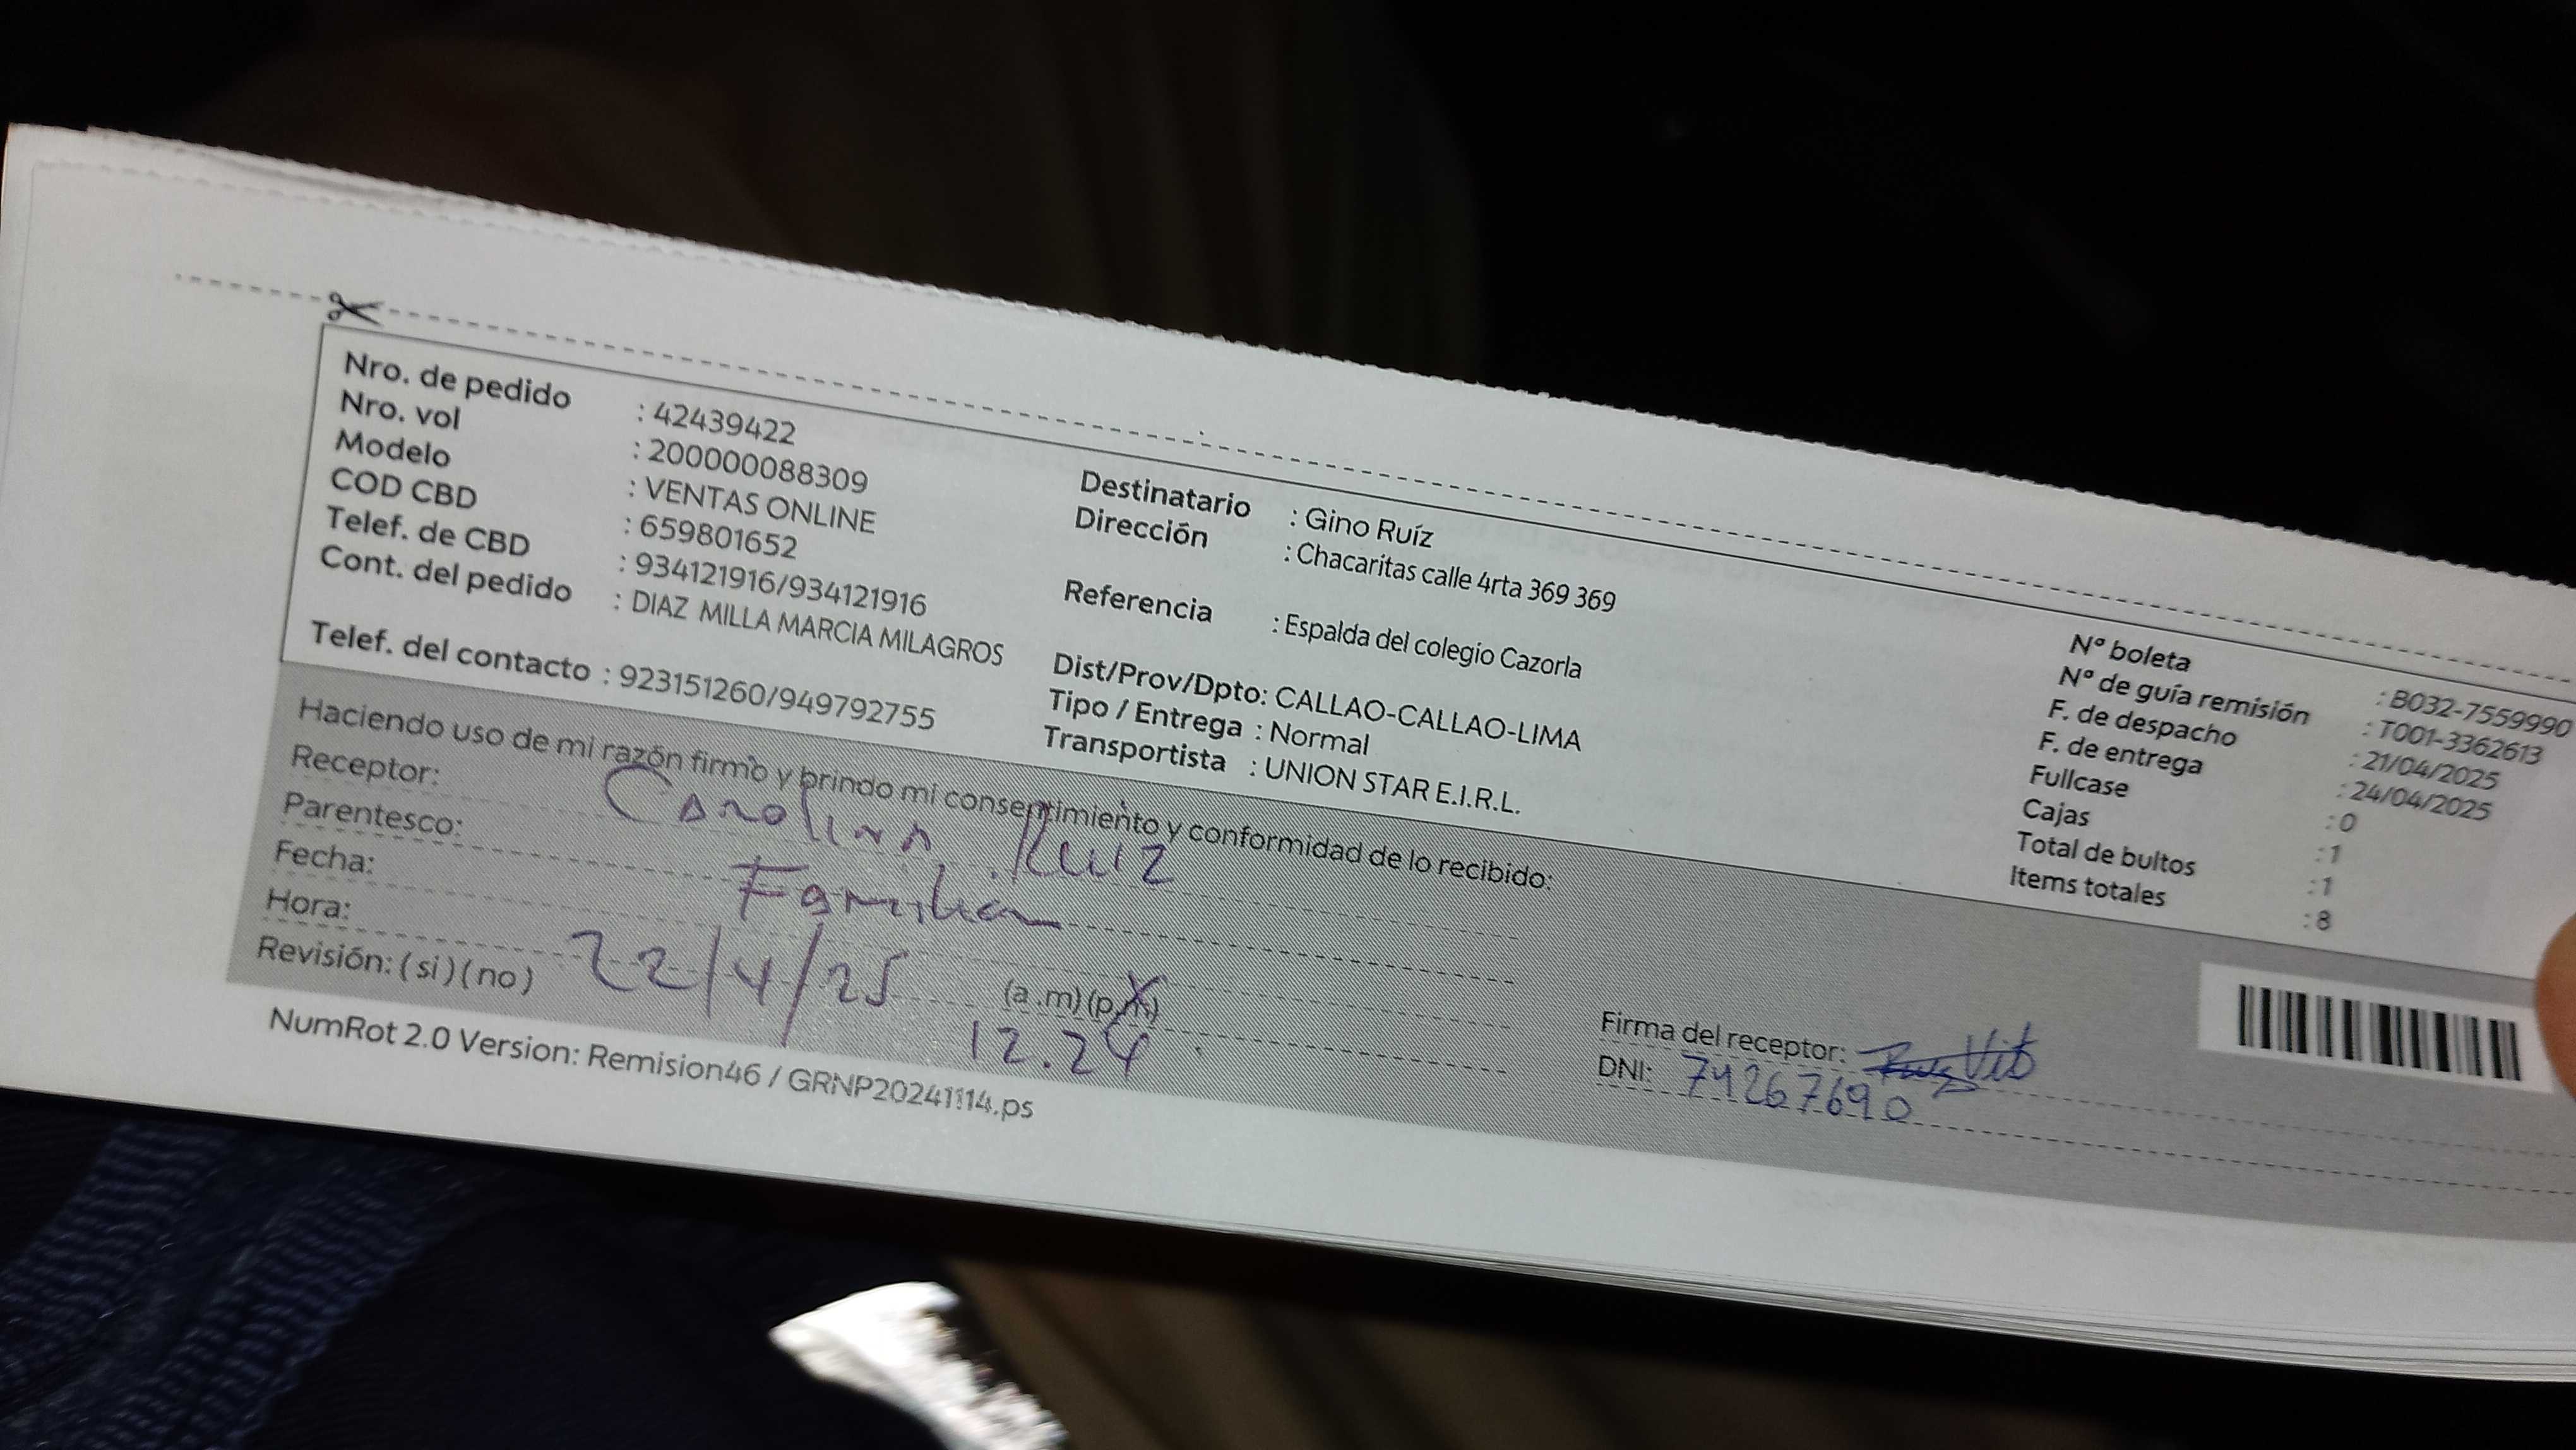 Nro. de pedido : 42439422
Nro. vol : 200000088309
Modelo : VENTAS ONLINE
COD CBD : 659801652
Telef. de CBD : 934121916/934121916
Cont. del pedido : DIAZ MILLA MARCIA MILAGROS
Telef. del contacto : 923151260/949792755
Destinatario : Gino Ruíz
Dirección : Chacaritas calle 4rta 369 369
Referencia : Espalda del colegio Cazorla
Dist/Prov/Dpto: CALLAO-CALLAO-LIMA
Tipo / Entrega : Normal
Transportista : UNION STAR E.I.R.L.
N° boleta : B032-7559990
N° de guía remisión : T001-3362613
F. de despacho : 21/04/2025
F. de entrega : 24/04/2025
Fullcase : 0
Cajas : 1
Total de bultos : 1
Items totales : 8
Haciendo uso de mi razón firmo y brindo mi consentimiento y conformidad de lo recibido:
Receptor: Carolina Ruiz
Parentesco: Familia
Fecha: 22/4/25
Hora: 12.24 (a.m) (p.m)
Revisión: (si) (no)
Firma del receptor:
DNI: 74267690
NumRot 2.0 Version: Remision46 / GRNP20241114.ps